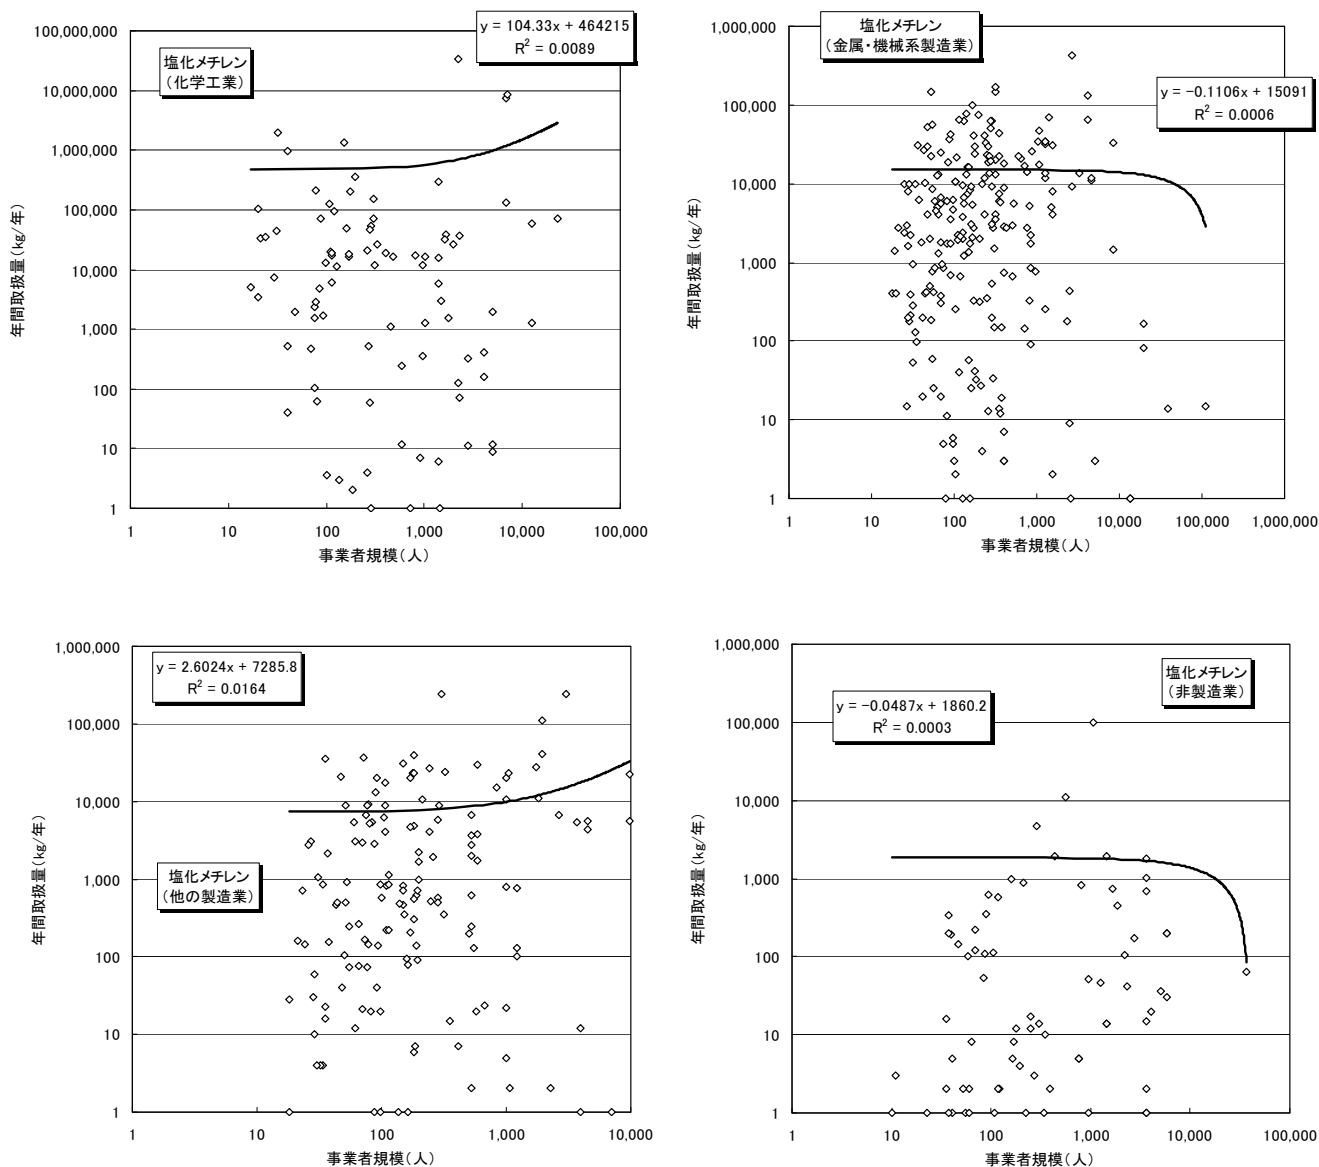 塩化メチレン
（化学工業）
y = 104.33x + 464215
R² = 0.0089
年間取扱量（kg/年）
100,000,000
10,000,000
1,000,000
100,000
10,000
1,000
100
10
1
1
10
100
1,000
10,000
100,000
事業者規模（人）
塩化メチレン
（金属・機械系製造業）
y = −0.1106x + 15091
R² = 0.0006
年間取扱量（kg/年）
1,000,000
100,000
10,000
1,000
100
10
1
1
10
100
1,000
10,000
100,000
1,000,000
事業者規模（人）
y = 2.6024x + 7285.8
R² = 0.0164
塩化メチレン
（他の製造業）
年間取扱量（kg/年）
1,000,000
100,000
10,000
1,000
100
10
1
1
10
100
1,000
10,000
事業者規模（人）
塩化メチレン
（非製造業）
y = −0.0487x + 1860.2
R² = 0.0003
年間取扱量（kg/年）
1,000,000
100,000
10,000
1,000
100
10
1
1
10
100
1,000
10,000
100,000
事業者規模（人）